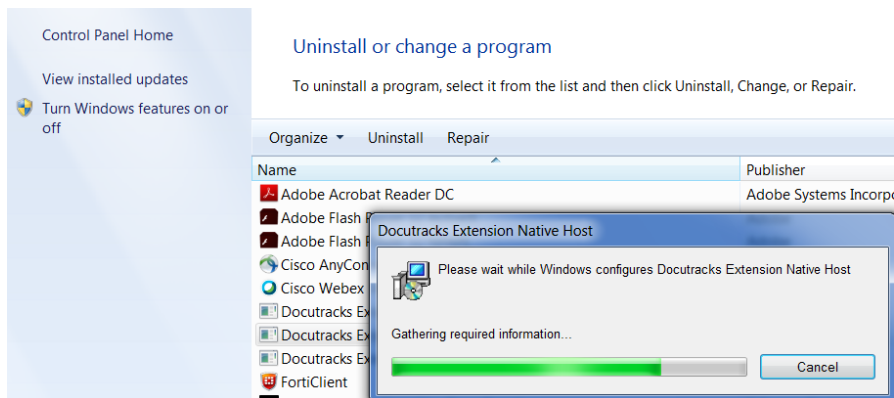 Control Panel Home
View installed updates
Turn Windows features on or
off
Uninstall or change a program
To uninstall a program, select it from the list and then click Uninstall, Change, or Repair.
Organize Uninstall Repair
Name Publisher
Adobe Acrobat Reader DC Adobe Systems Incorpo
Adobe Flash
Adobe Flash
Cisco AnyCon
Cisco Webex
Docutracks Ex
Docutracks Ex
Docutracks Ex
FortiClient
Docutracks Extension Native Host
Please wait while Windows configures Docutracks Extension Native Host
Gathering required information...
Cancel